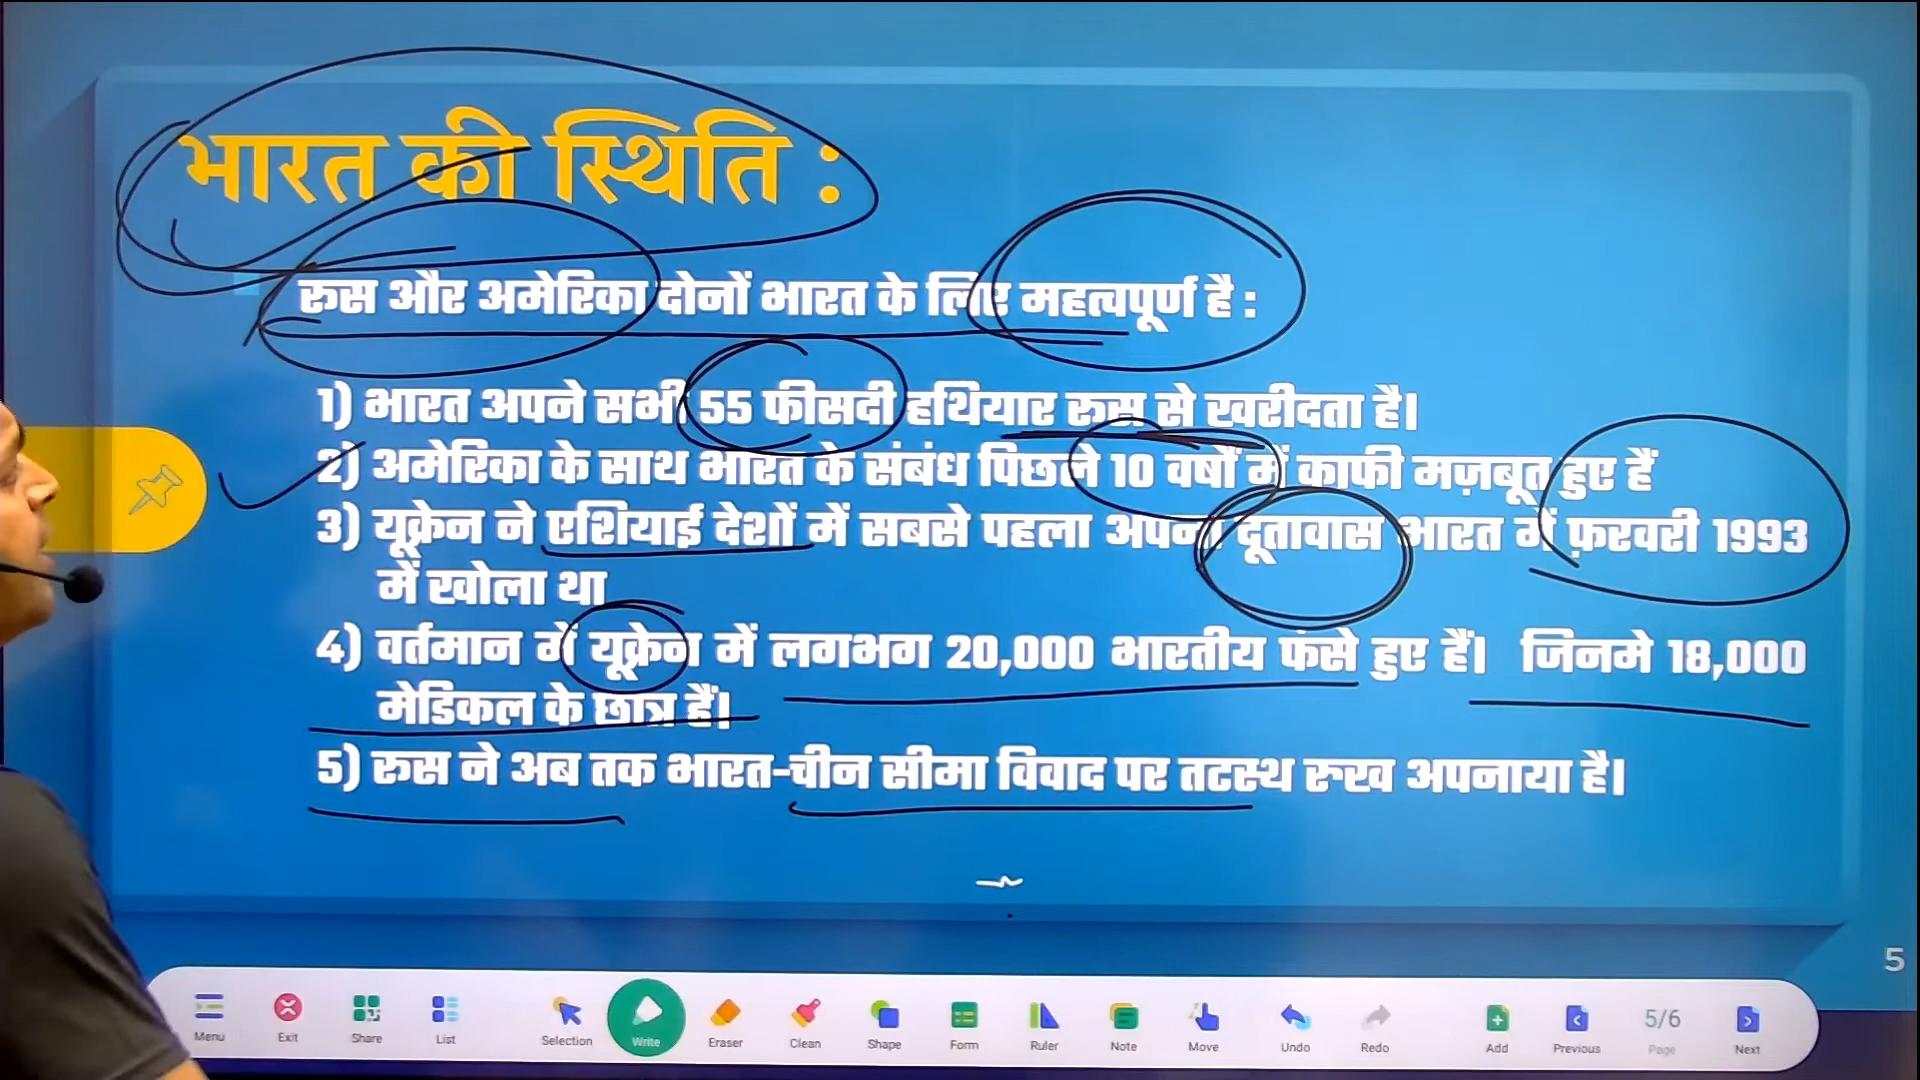 भारत की स्थिति :
रूस और अमेरिका दोनों भारत के लिए महत्वपूर्ण है :
1) भारत अपने सभी 55 फीसदी हथियार रूस से खरीदता है।
2) अमेरिका के साथ भारत के संबंध पिछले 10 वर्षों में काफी मज़बूत हुए हैं
3) यूक्रेन ने एशियाई देशों में सबसे पहला अपना दूतावास भारत में फ़रवरी 1993
में खोला था
4) वर्तमान में यूक्रेन में लगभग 20,000 भारतीय फंसे हुए हैं। जिनमे 18,000
मेडिकल के छात्र हैं।
5) रूस ने अब तक भारत-चीन सीमा विवाद पर तटस्थ रुख अपनाया है।
5
Menu Exit Share List Selection Write Eraser Clean Shape Form Ruler Note Move Undo Redo Add Previous 5/6 Page Next